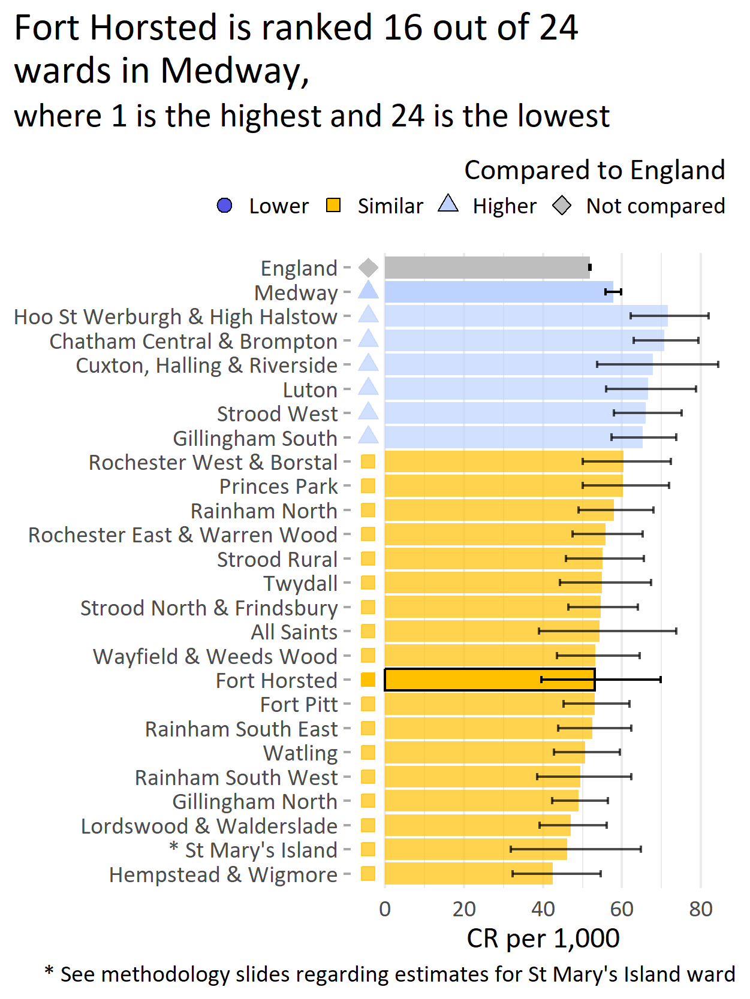 Fort Horsted is ranked 16 out of 24
wards in Medway,
where 1 is the highest and 24 is the lowest
Compared to England
Lower Similar Higher Not compared
England
Medway
Hoo St Werburgh & High Halstow
Chatham Central & Brompton
Cuxton, Halling & Riverside
Luton
Strood West
Gillingham South
Rochester West & Borstal
Princes Park
Rainham North
Rochester East & Warren Wood
Strood Rural
Twydall
Strood North & Frindsbury
All Saints
Wayfield & Weeds Wood
Fort Horsted
Fort Pitt
Rainham South East
Watling
Rainham South West
Gillingham North
Lordswood & Walderslade
* St Mary's Island
Hempstead & Wigmore
0 20 40 60 80
CR per 1,000
* See methodology slides regarding estimates for St Mary's Island ward